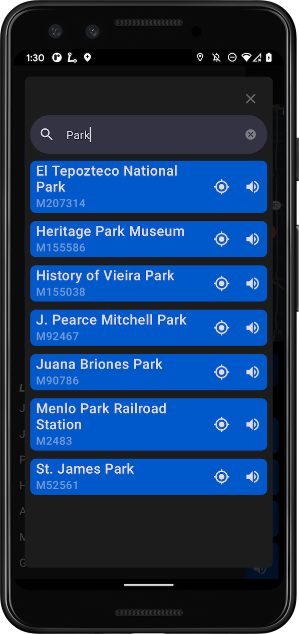 1:30
Park
El Tepozteco National
Park
M207314
Heritage Park Museum
M155586
History of Vieira Park
M155038
J. Pearce Mitchell Park
M92467
Juana Briones Park
M90786
Menlo Park Railroad
Station
M2483
St. James Park
M52561